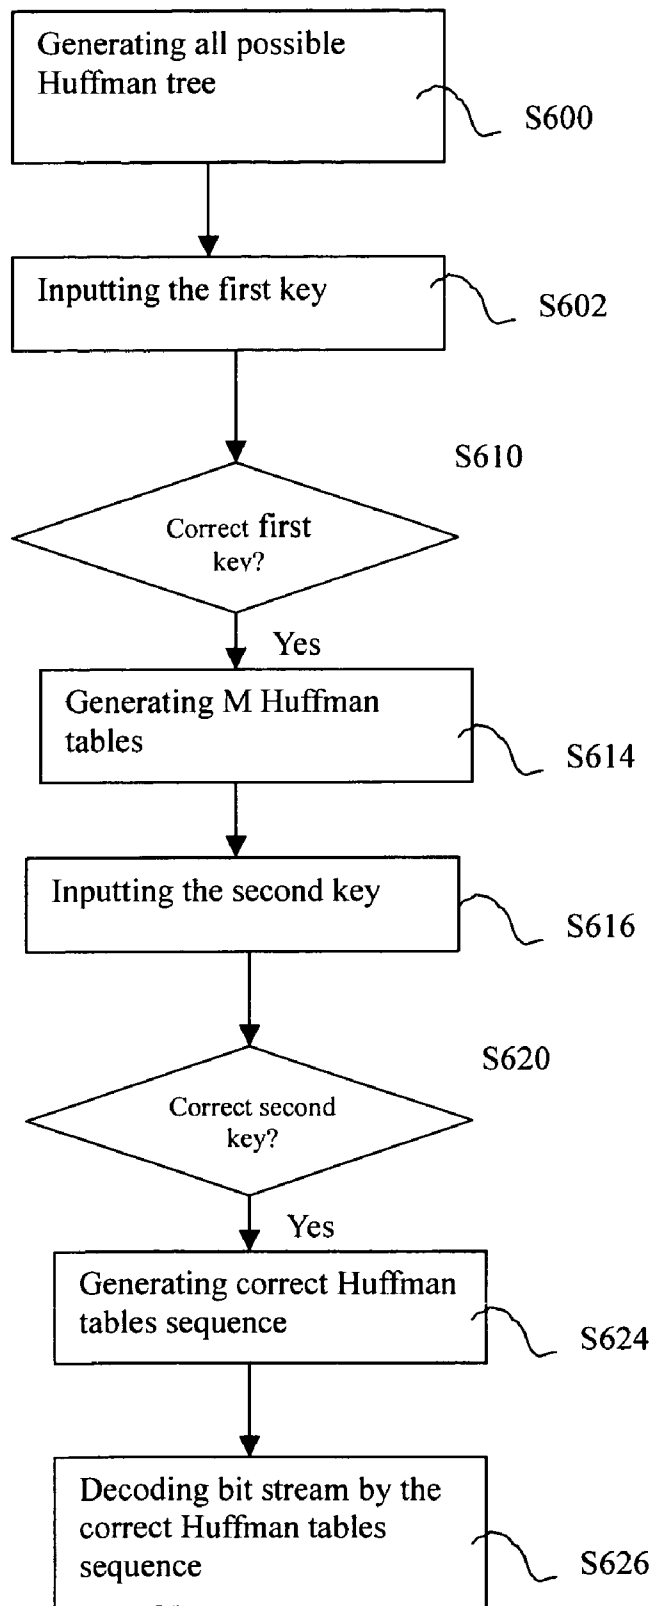 Generating all possible
Huffman tree
S600
Inputting the first key
S602
S610
Correct first
key?
Yes
Generating M Huffman
tables
S614
Inputting the second key
S616
S620
Correct second
key?
Yes
Generating correct Huffman
tables sequence
S624
Decoding bit stream by the
correct Huffman tables
sequence
S626